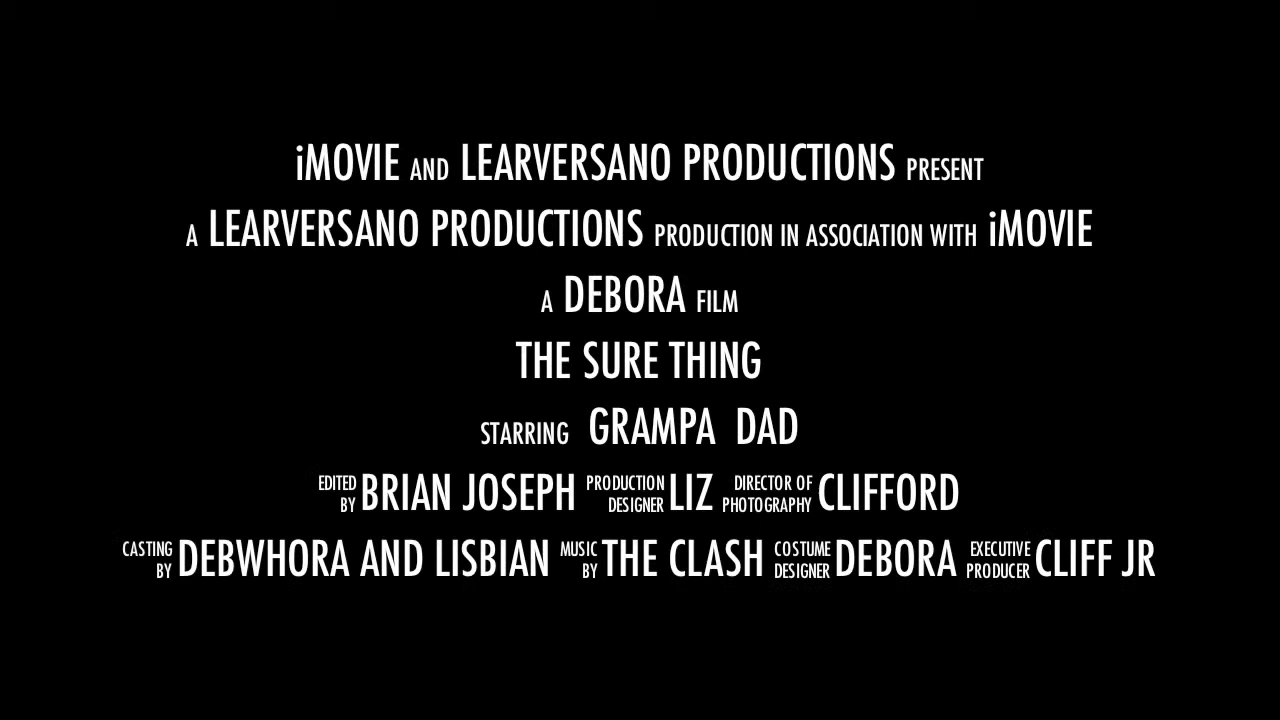 iMOVIE AND LEARVERSANO PRODUCTIONS PRESENT
A LEARVERSANO PRODUCTIONS PRODUCTION IN ASSOCIATION WITH iMOVIE
A DEBORA FILM
THE SURE THING
STARRING GRAMPA DAD
EDITED BY BRIAN JOSEPH PRODUCTION DESIGNER LIZ DIRECTOR OF PHOTOGRAPHY CLIFFORD
CASTING BY DEBWHORA AND LISBIAN MUSIC BY THE CLASH COSTUME DESIGNER DEBORA EXECUTIVE PRODUCER CLIFF JR